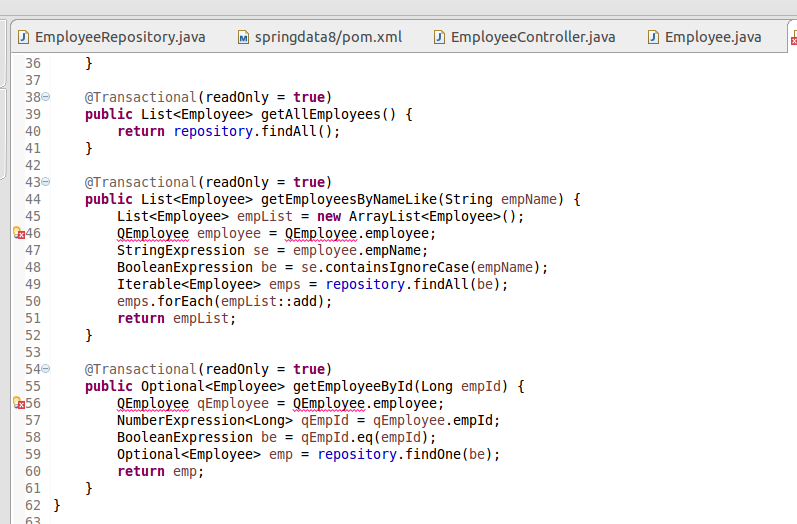 EmployeeRepository.java springdata8/pom.xml EmployeeController.java Employee.java
36     }
37
38     @Transactional(readOnly = true)
39     public List<Employee> getAllEmployees() {
40         return repository.findAll();
41     }
42
43     @Transactional(readOnly = true)
44     public List<Employee> getEmployeesByNameLike(String empName) {
45         List<Employee> empList = new ArrayList<Employee>();
46         QEmployee employee = QEmployee.employee;
47         StringExpression se = employee.empName;
48         BooleanExpression be = se.containsIgnoreCase(empName);
49         Iterable<Employee> emps = repository.findAll(be);
50         emps.forEach(empList::add);
51         return empList;
52     }
53
54     @Transactional(readOnly = true)
55     public Optional<Employee> getEmployeeById(Long empId) {
56         QEmployee qEmployee = QEmployee.employee;
57         NumberExpression<Long> qEmpId = qEmployee.empId;
58         BooleanExpression be = qEmpId.eq(empId);
59         Optional<Employee> emp = repository.findOne(be);
60         return emp;
61     }
62 }
63